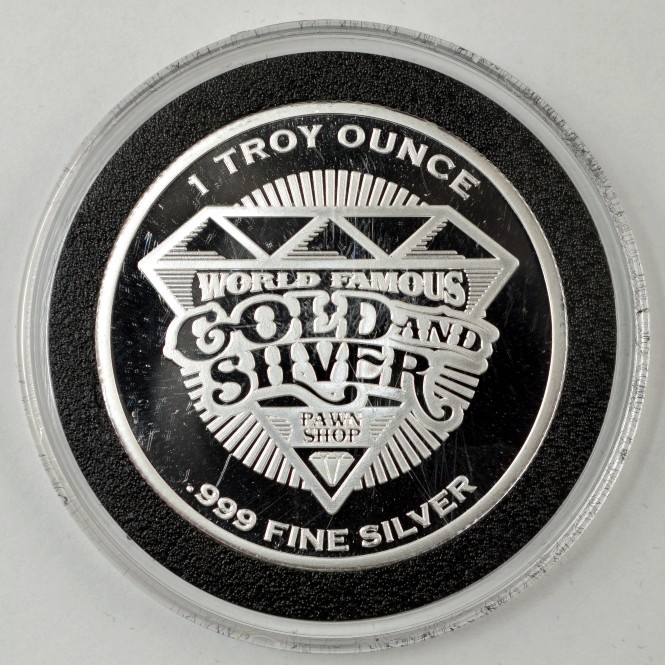 1 TROY OUNCE
WORLD FAMOUS
GOLD AND
SILVER
PAWN
SHOP
.999 FINE SILVER